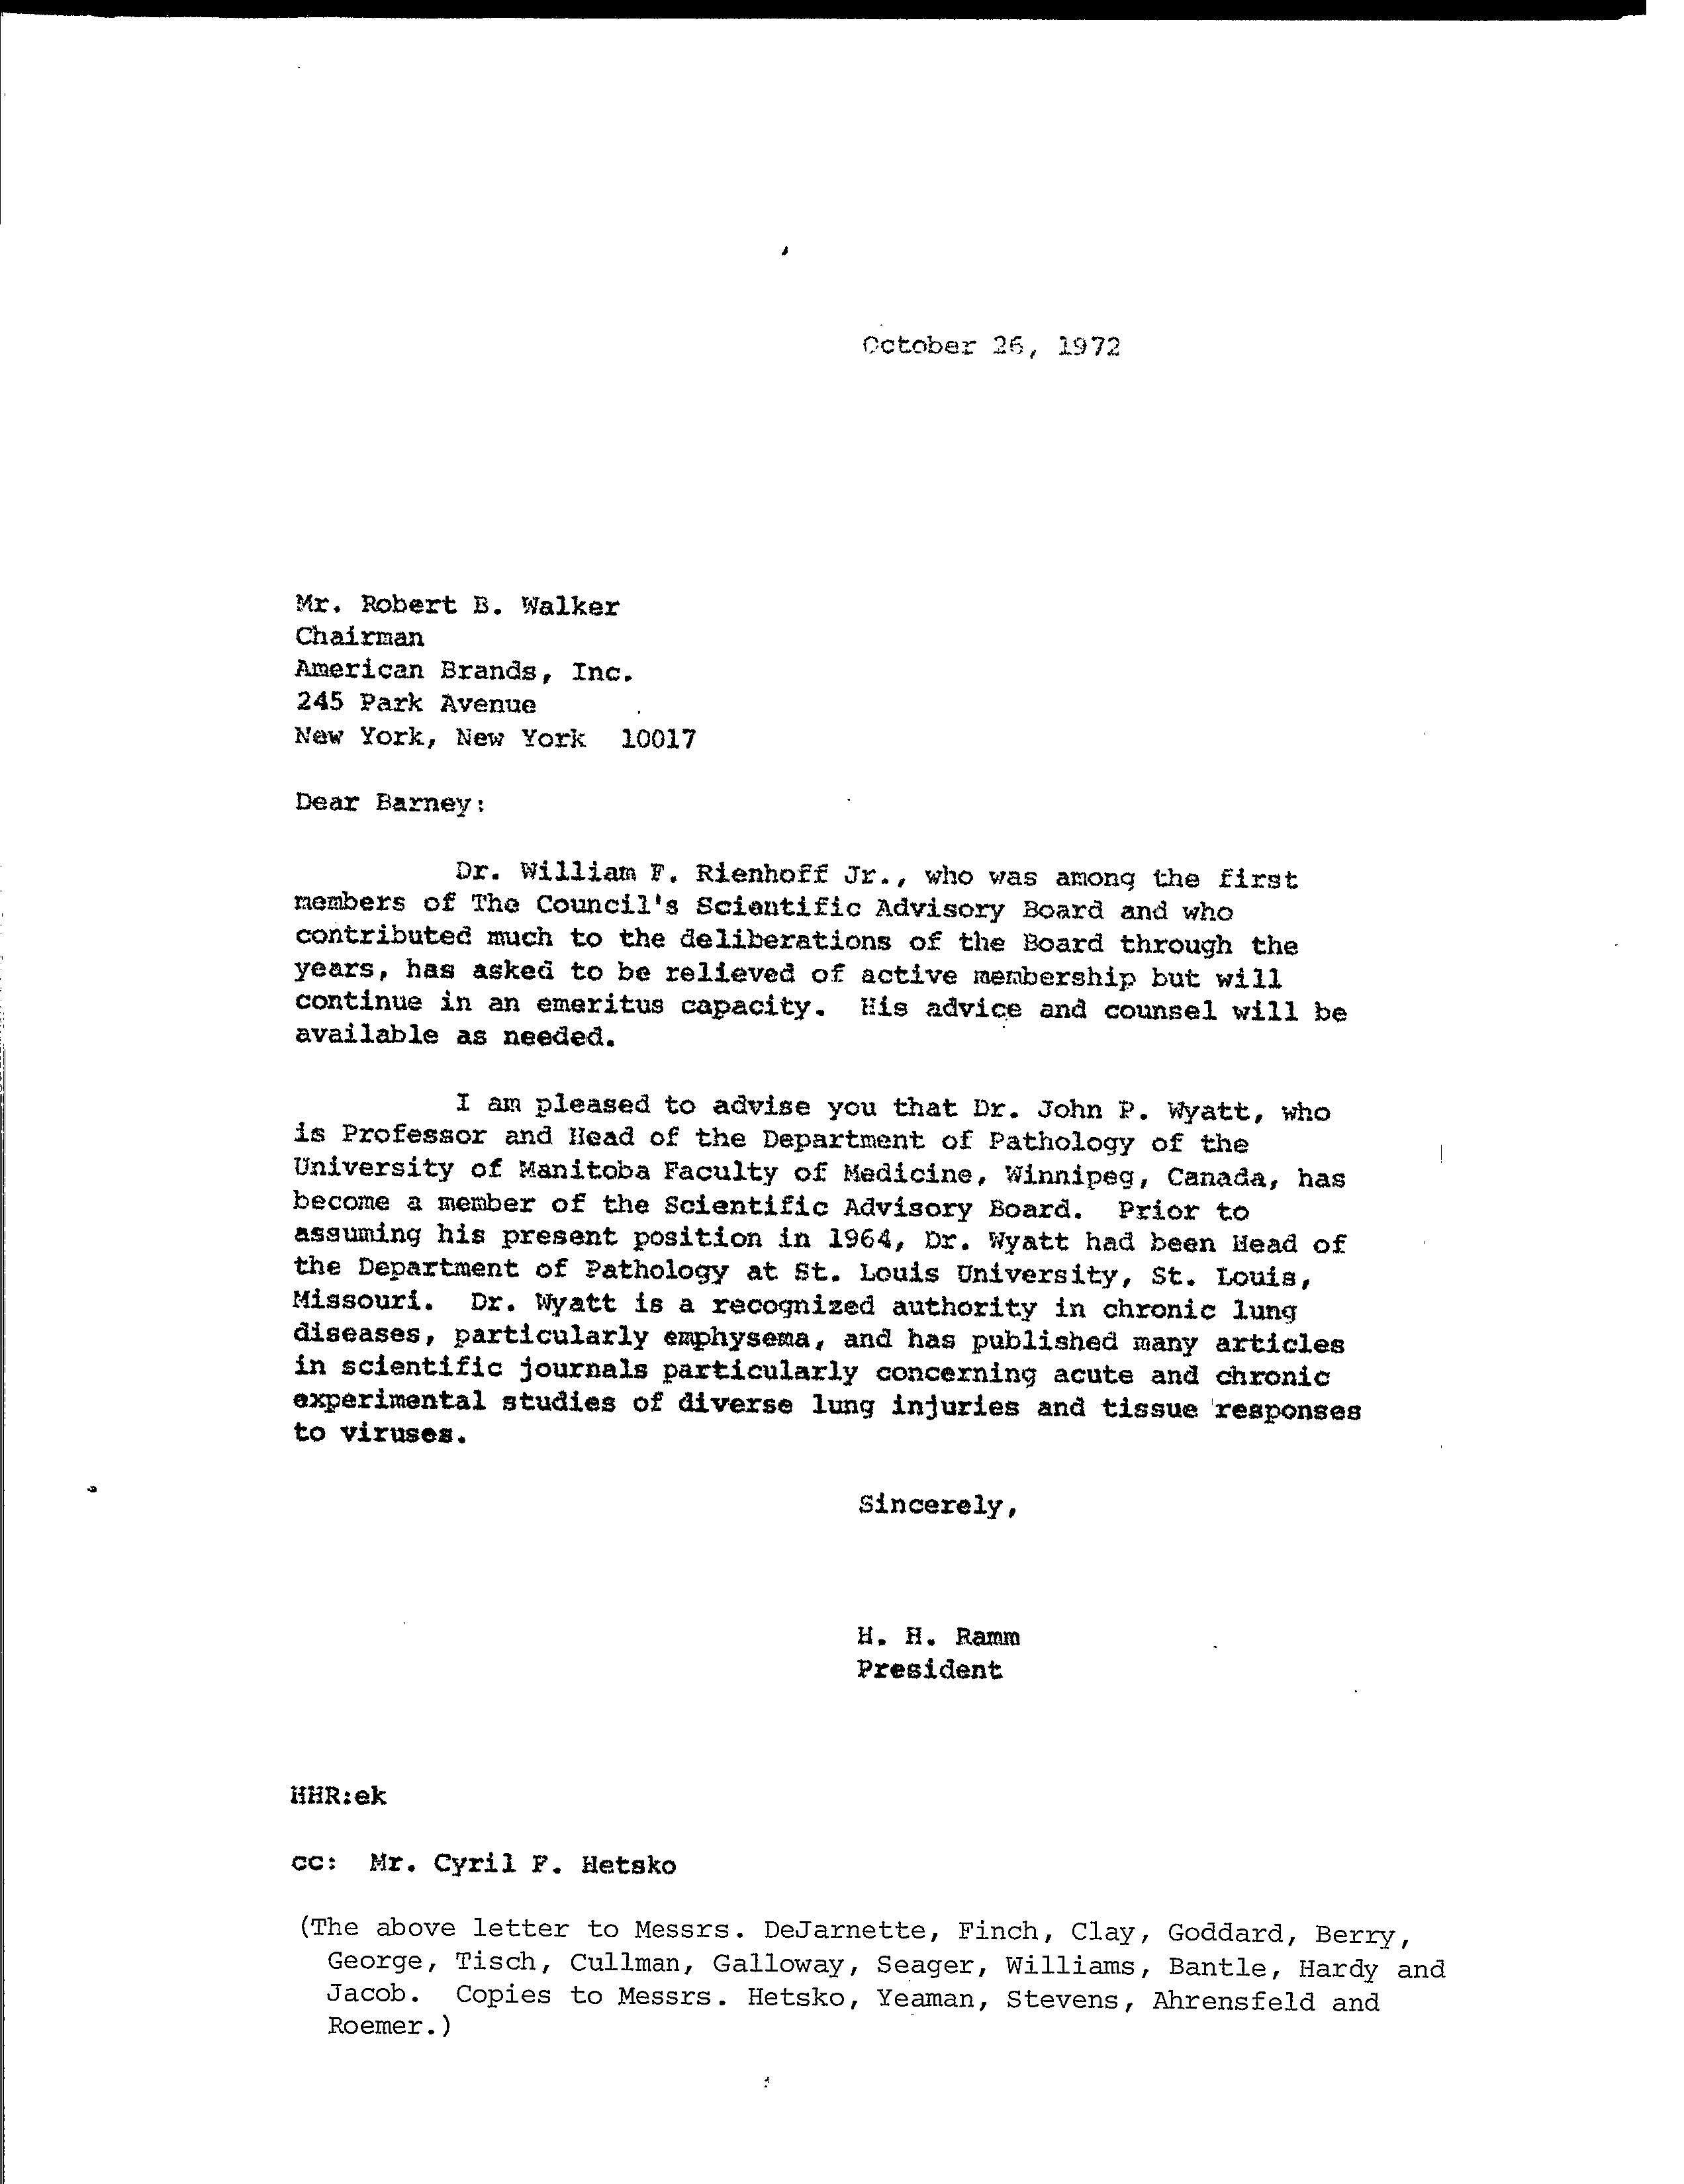 October 26, 1972
Mr. Robert B. Walker
Chairman
American Brands, Inc.
245 Park Avenue
New York, New York  10017
Dear Barney:
Dr. William F. Rienhoff Jr., who was among the first
members of The Council's Scientific Advisory Board and who
contributed much to the deliberations of the Board through the
years, has asked to be relieved of active membership but will
continue in an emeritus capacity.  His advice and counsel will be
available as needed.
I am pleased to advise you that Dr. John P. Wyatt, who
is Professor and Head of the Department of Pathology of the
University of Manitoba Faculty of Medicine, Winnipeg, Canada, has
become a member of the Scientific Advisory Board.  Prior to
assuming his present position in 1964, Dr. Wyatt had been Head of
the Department of Pathology at St. Louis University, St. Louis,
Missouri.  Dr. Wyatt is a recognized authority in chronic lung
diseases, particularly emphysema, and has published many articles
in scientific journals particularly concerning acute and chronic
experimental studies of diverse lung injuries and tissue responses
to viruses.
Sincerely,
H. H. Ramm
President
HHR:ek
cc:  Mr. Cyril F. Hetsko
(The above letter to Messrs. DeJarnette, Finch, Clay, Goddard, Berry,
George, Tisch, Cullman, Galloway, Seager, Williams, Bantle, Hardy and
Jacob.  Copies to Messrs. Hetsko, Yeaman, Stevens, Ahrensfeld and
Roemer.)